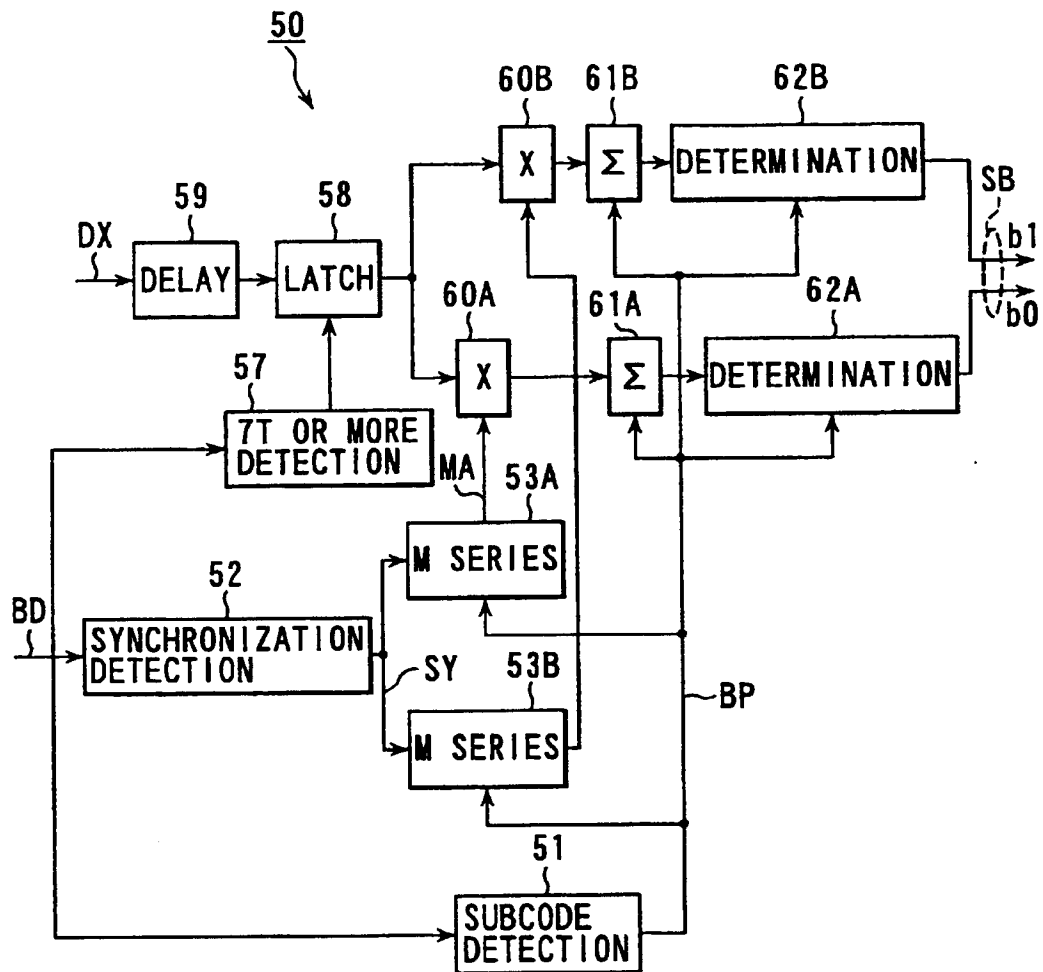 50
60B
61B
62B
X
Σ
DETERMINATION
SB
b1
59
58
DX
DELAY
LATCH
60A
61A
62A
b0
X
Σ
DETERMINATION
57
7T OR MORE
DETECTION
MA
53A
M SERIES
52
BD
SYNCHRONIZATION
DETECTION
SY
53B
M SERIES
BP
51
SUBCODE
DETECTION